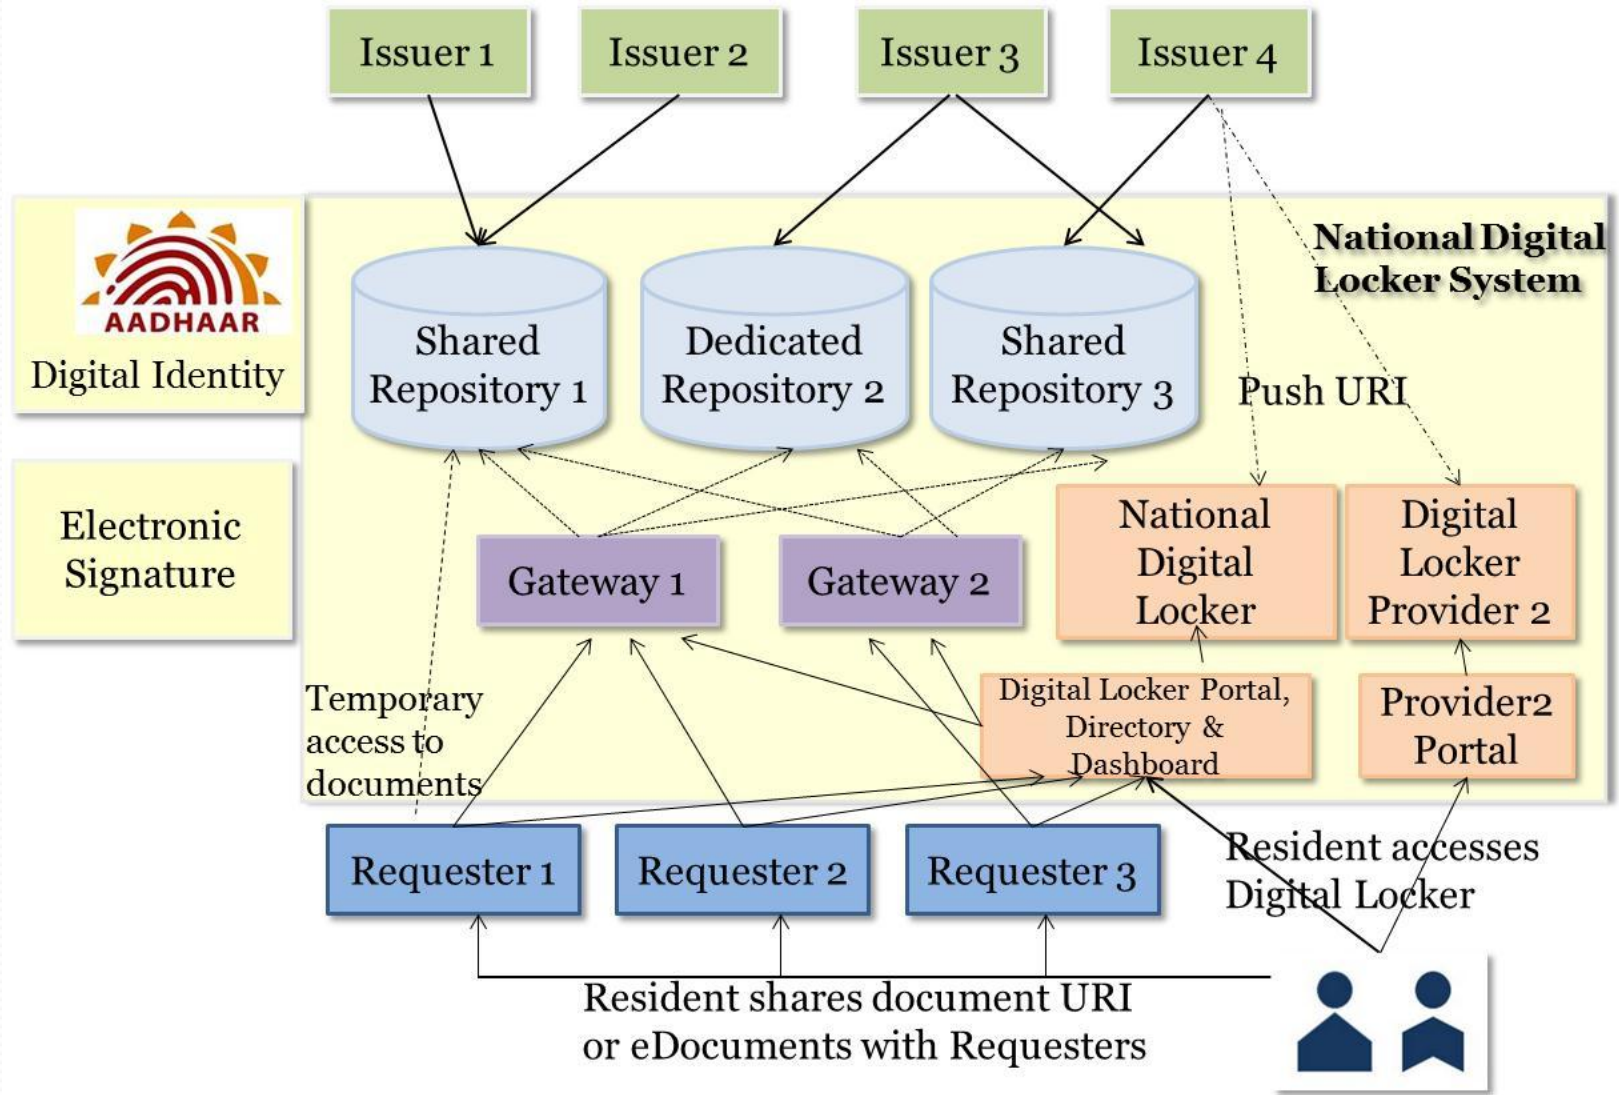 Issuer 1
Issuer 2
Issuer 3
Issuer 4
National Digital
Locker System
AADHAAR
Digital Identity
Shared
Repository 1
Dedicated
Repository 2
Shared
Repository 3
Push URI
Electronic
Signature
Gateway 1
Gateway 2
National
Digital
Locker
Digital
Locker
Provider 2
Temporary
access to
documents
Digital Locker Portal,
Directory &
Dashboard
Provider2
Portal
Requester 1
Requester 2
Requester 3
Resident accesses
Digital Locker
Resident shares document URI
or eDocuments with Requesters